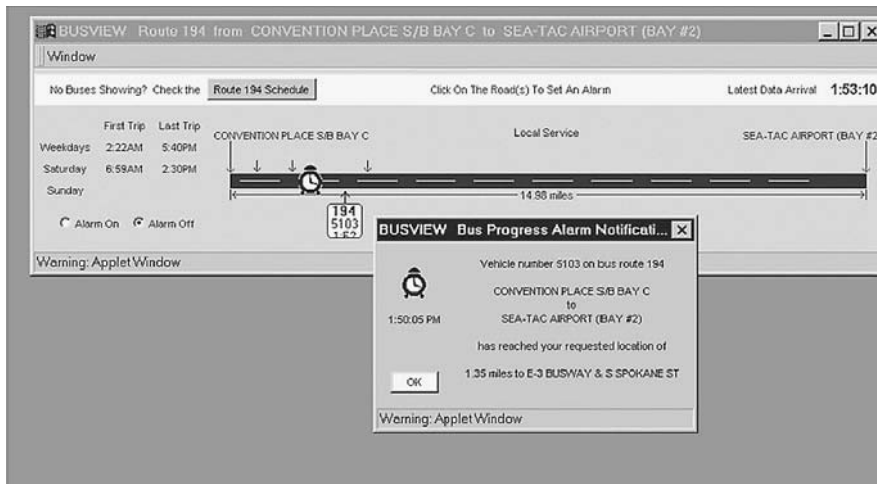 BUSVIEW Route 194 from CONVENTION PLACE S/B BAY C to SEA-TAC AIRPORT (BAY #2)
Window
No Buses Showing? Check the Route 194 Schedule Click On The Road(s) To Set An Alarm Latest Data Arrival 1:53:10
First Trip Last Trip
Weekdays 2:22AM 5:40PM
Saturday 6:59AM 2:30PM
Sunday
Alarm On Alarm Off
CONVENTION PLACE S/B BAY C Local Service SEA-TAC AIRPORT (BAY #2
14.98 miles
194
5103
1:52
Warning: Applet Window
BUSVIEW Bus Progress Alarm Notificati...
Vehicle number 5103 on bus route 194
CONVENTION PLACE S/B BAY C
to
SEA-TAC AIRPORT (BAY #2)
1:50:05 PM
has reached your requested location of
1.35 miles to E-3 BUSWAY & S SPOKANE ST
OK
Warning: Applet Window